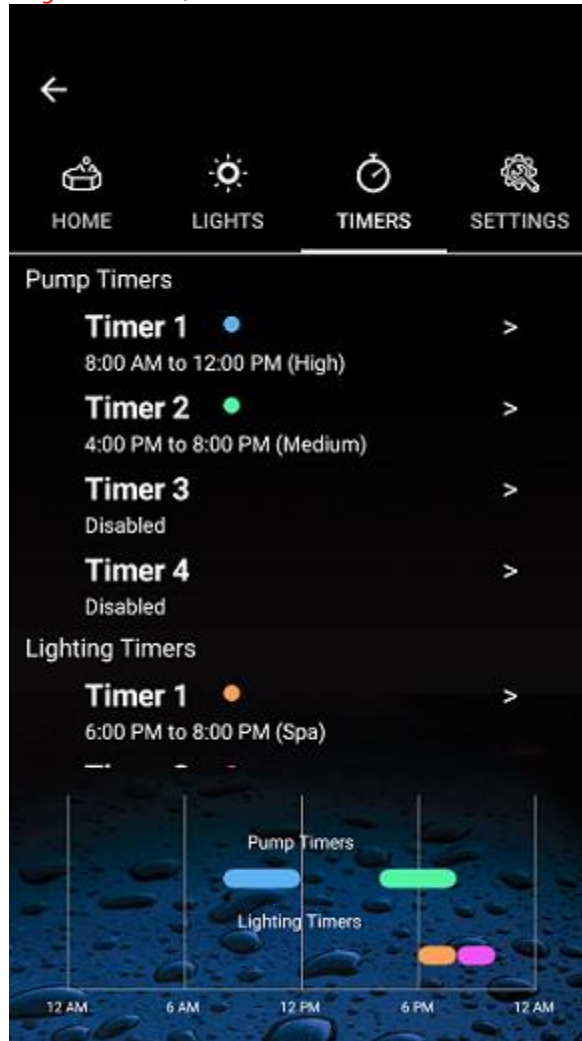 HOME LIGHTS TIMERS SETTINGS
Pump Timers
Timer 1 >
8:00 AM to 12:00 PM (High)
Timer 2 >
4:00 PM to 8:00 PM (Medium)
Timer 3 >
Disabled
Timer 4 >
Disabled
Lighting Timers
Timer 1 >
6:00 PM to 8:00 PM (Spa)
Pump Timers
Lighting Timers
12 AM 6 AM 12 PM 6 PM 12 AM